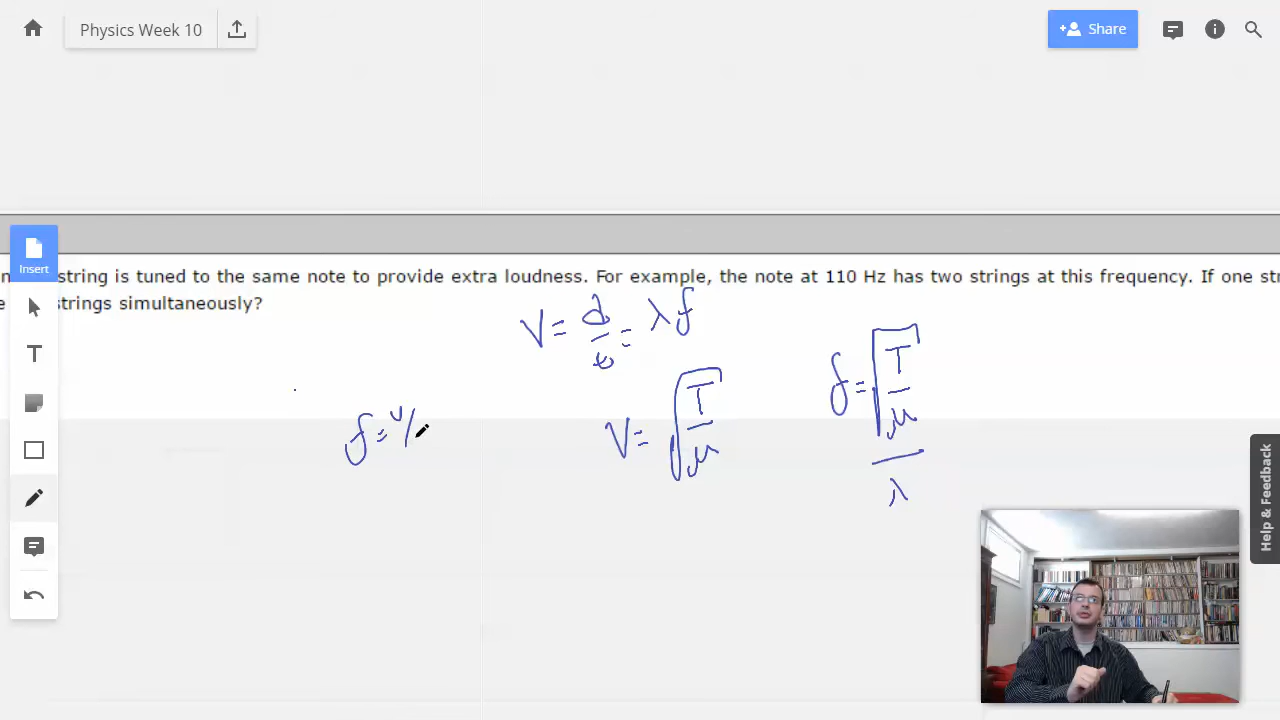 Physics Week 10
Share
Insert
string is tuned to the same note to provide extra loudness. For example, the note at 110 Hz has two strings at this frequency. If one
strings simultaneously?
V = d/t = λf
f = √(T/μ)/λ
V = √(T/μ)
f = v/
T
Help & Feedback